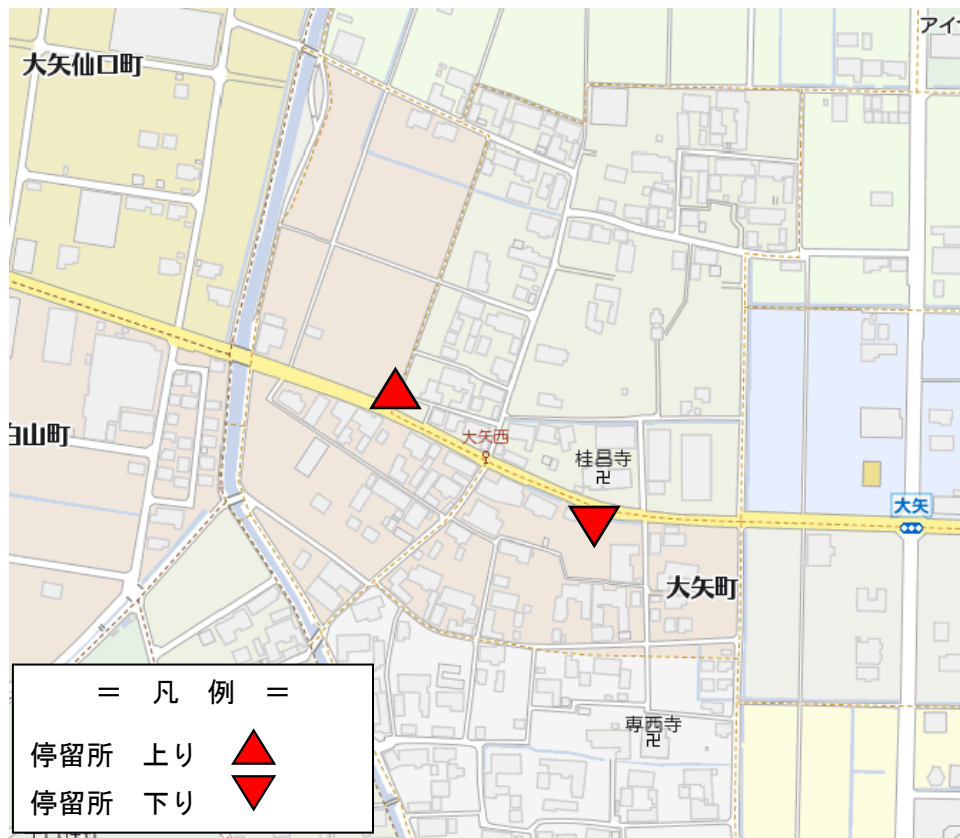 アイ
大矢仙口町
白山町
大矢西
桂昌寺
大矢
大矢町
専西寺
＝ 凡 例 ＝
停留所 上り
停留所 下り